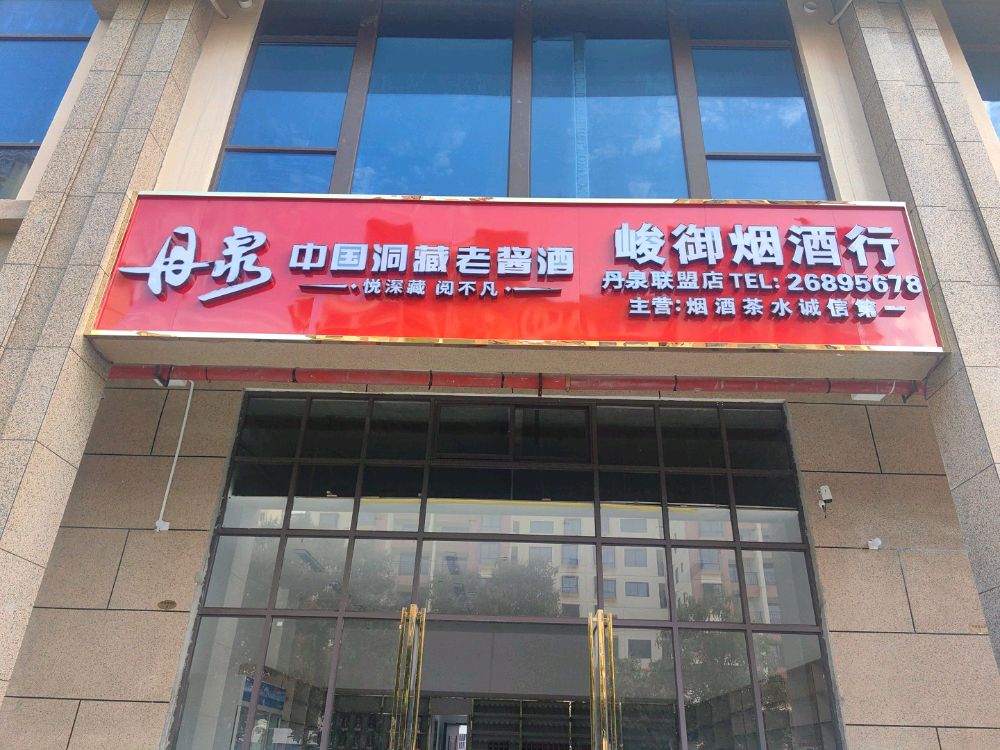 丹泉
中国洞藏老酱酒
悦深藏 阅不凡
峻御烟酒行
丹泉联盟店 TEL: 26895678
主营:烟酒茶水诚信第一